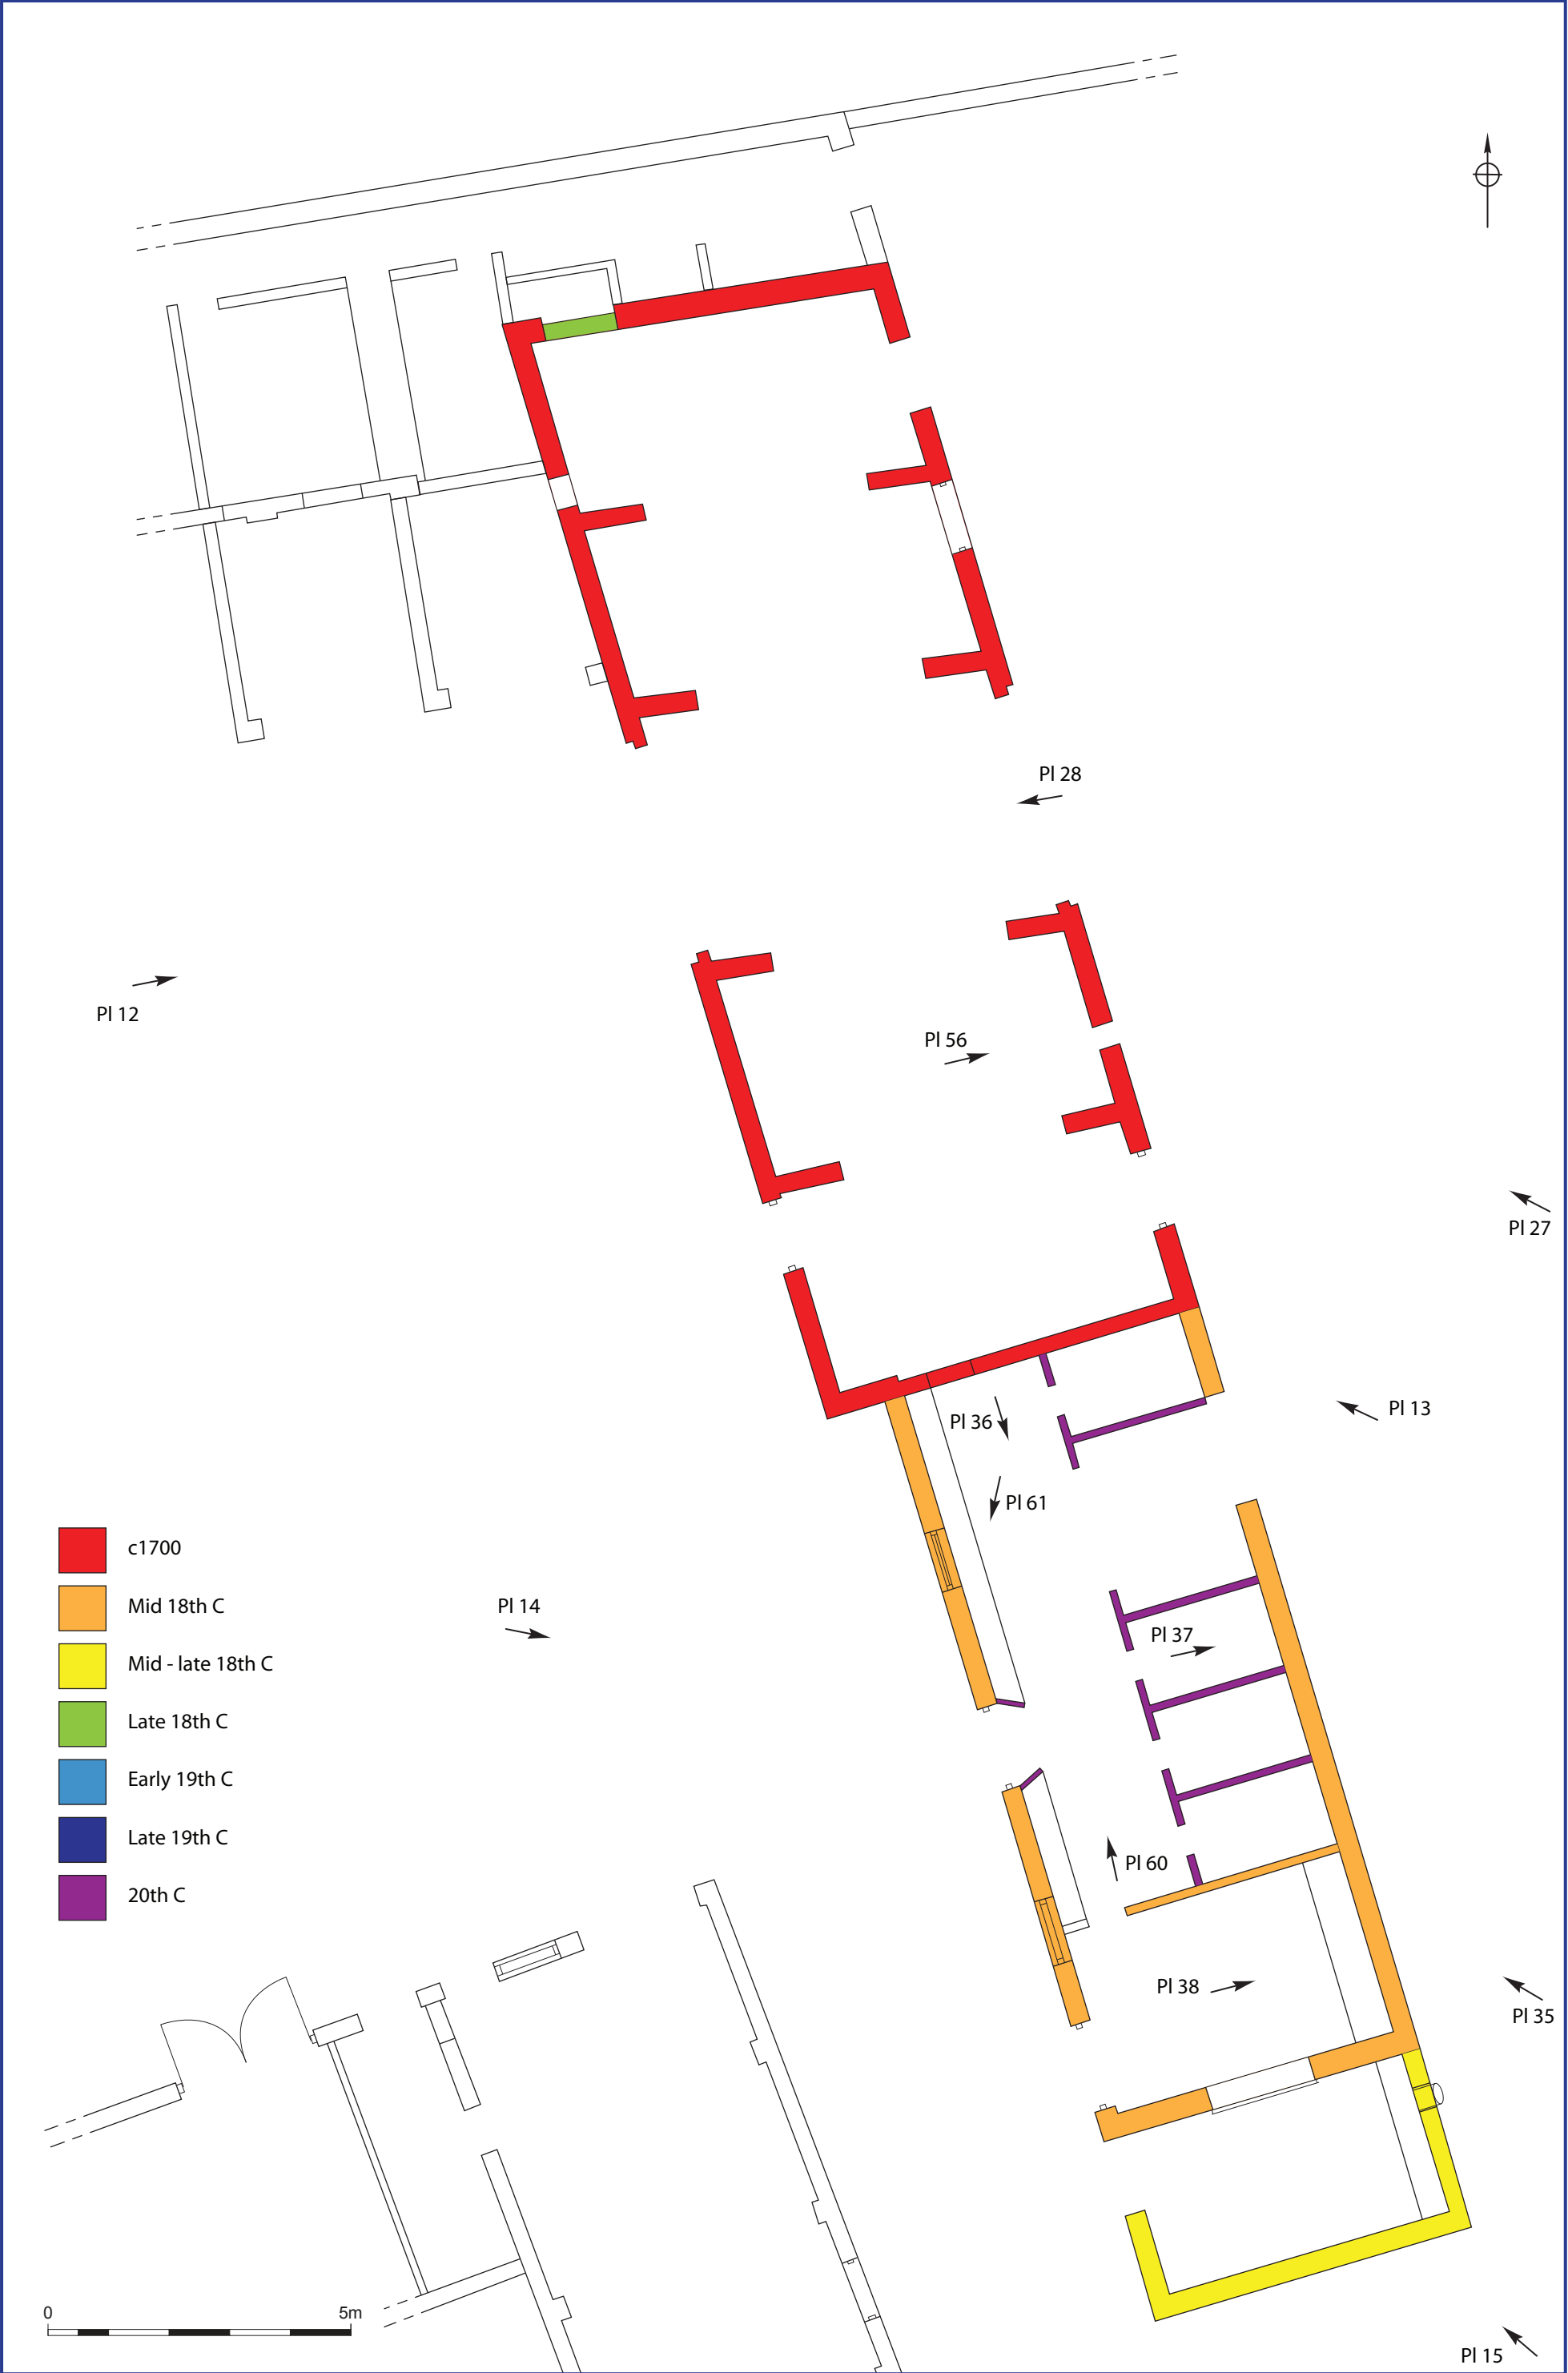 Pl 28
Pl 12
Pl 56
Pl 27
Pl 13
Pl 36
Pl 61
c1700
Mid 18th C
Mid - late 18th C
Late 18th C
Early 19th C
Late 19th C
20th C
Pl 14
Pl 37
Pl 60
Pl 38
Pl 35
0 5m
Pl 15